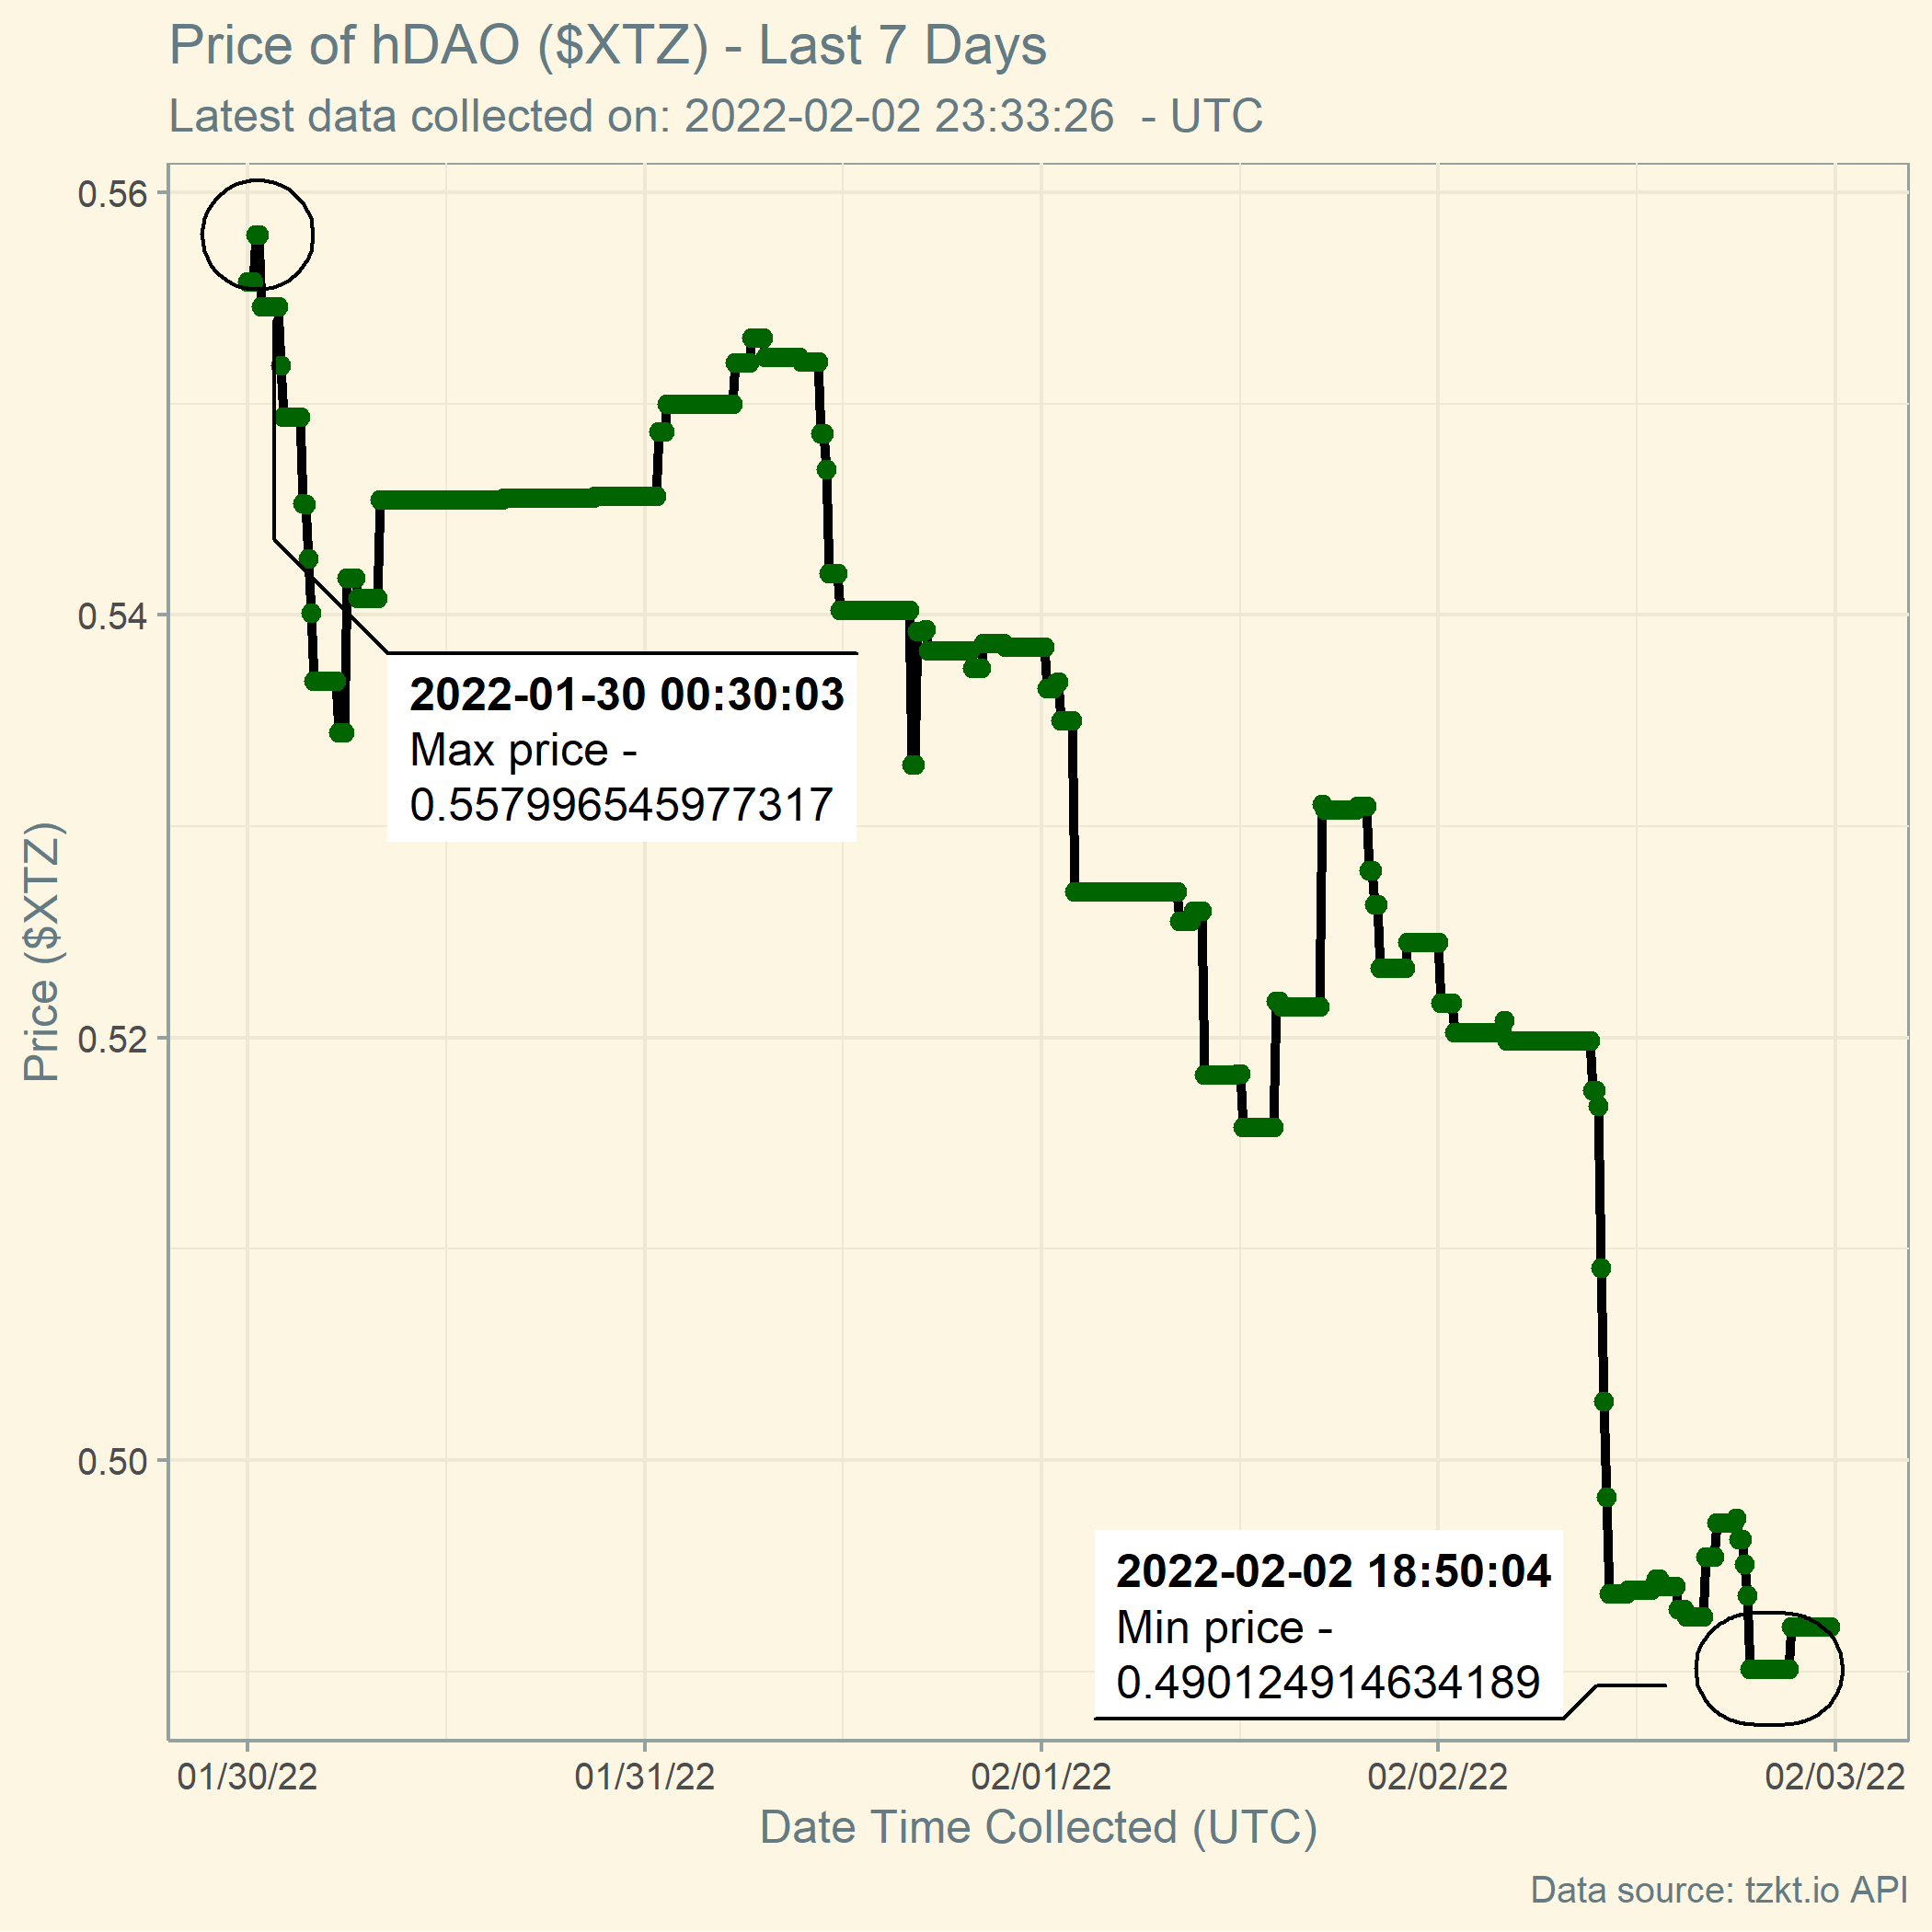 Price of hDAO ($XTZ) - Last 7 Days
Latest data collected on: 2022-02-02 23:33:26  - UTC
0.56
0.54
0.52
0.50
Price ($XTZ)
2022-01-30 00:30:03
Max price -
0.557996545977317
2022-02-02 18:50:04
Min price -
0.490124914634189
01/30/22
01/31/22
02/01/22
02/02/22
02/03/22
Date Time Collected (UTC)
Data source: tzkt.io API